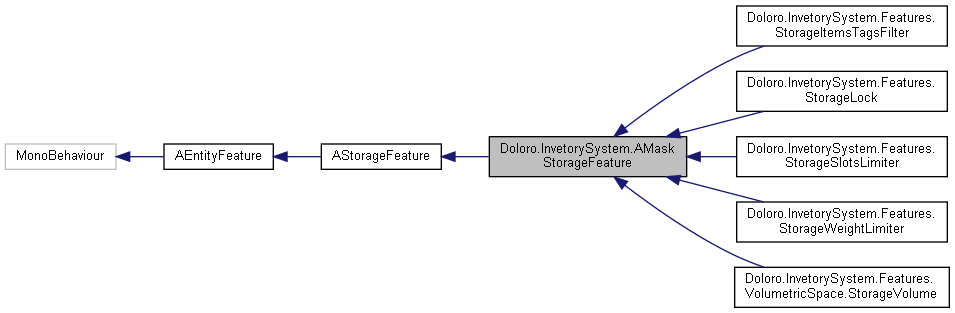 Doloro.InvetorySystem.Features.
StorageItemsTagsFilter
Doloro.InvetorySystem.Features.
StorageLock
MonoBehaviour
AEntityFeature
AStorageFeature
Doloro.InvetorySystem.AMask
StorageFeature
Doloro.InvetorySystem.Features.
StorageSlotsLimiter
Doloro.InvetorySystem.Features.
StorageWeightLimiter
Doloro.InvetorySystem.Features.
VolumetricSpace.StorageVolume